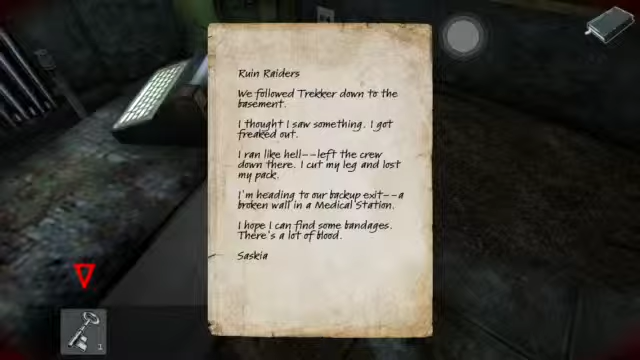 Ruin Raiders
We followed Trekker down to the
basement.
I thought I saw something. I got
freaked out.
I ran like hell--left the crew
down there. I cut my leg and lost
my pack.
I'm heading to our backup exit--a
broken wall in a Medical Station.
I hope I can find some bandages.
There's a lot of blood.
Saskia
1